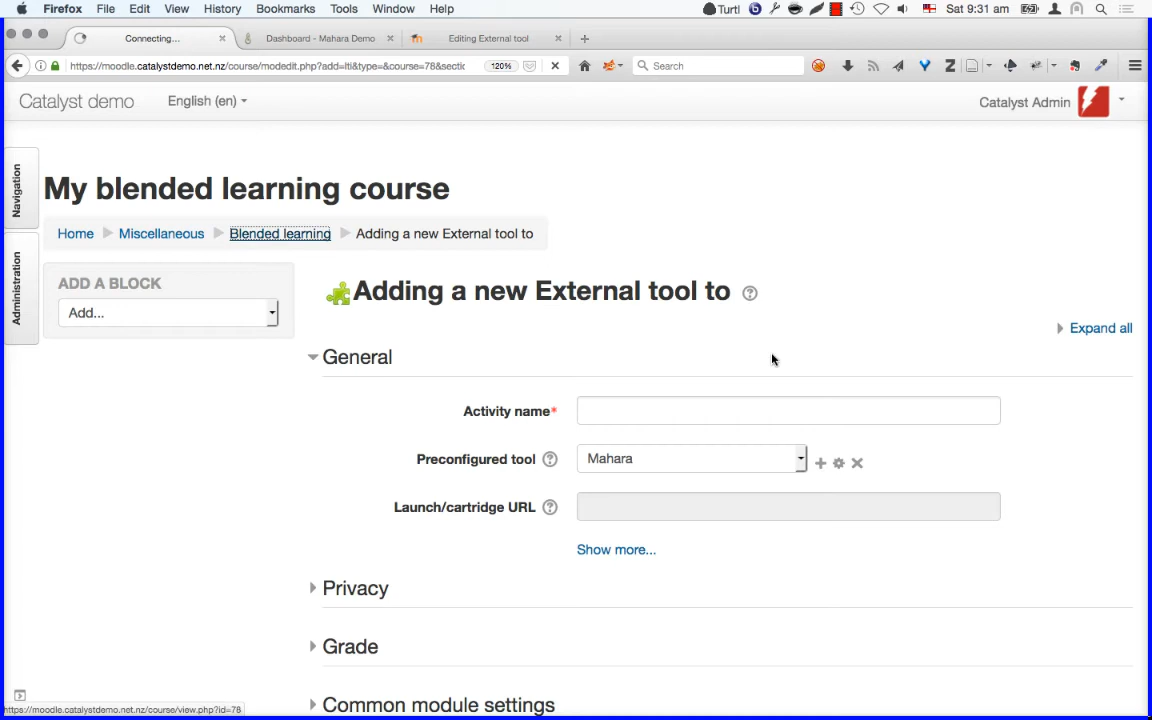 Firefox File Edit View History Bookmarks Tools Window Help Turtl Sat 9:31 am
Connecting... Dashboard - Mahara Demo Editing External tool
https://moodle.catalystdemo.net.nz/course/modedit.php?add=lti&type=&course=78&sectic 120% Search
Catalyst demo English (en) Catalyst Admin
Navigation
Administration
My blended learning course
Home Miscellaneous Blended learning Adding a new External tool to
ADD A BLOCK
Add...
Adding a new External tool to
Expand all
General
Activity name*
Preconfigured tool Mahara
Launch/cartridge URL
Show more...
Privacy
Grade
Common module settings
https://moodle.catalystdemo.net.nz/course/view.php?id=78